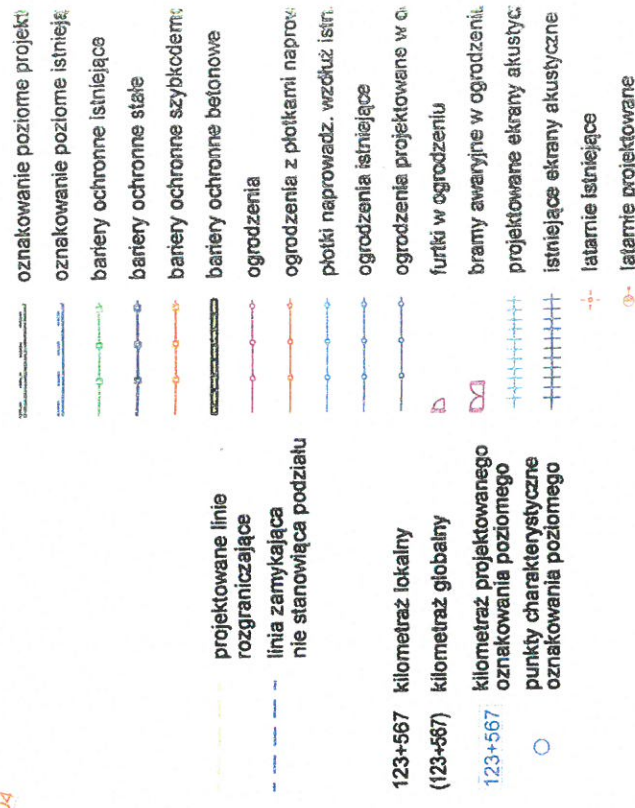 oznakowanie poziome projekt
oznakowanie poziome istnieją
bariery ochronne istniejące
bariery ochronne stałe
bariery ochronne szybkodem
bariery ochronne betonowe
ogrodzenia
ogrodzenia z płotkami naprow
płotki naprowadz. wzdłuż istn.
ogrodzenia istniejące
ogrodzenia projektowane w
furtki w ogrodzeniu
bramy awaryjne w ogrodzeniu
projektowane ekrany akustycz
istniejące ekrany akustyczne
latarnie istniejące
latarnie projektowane
projektowane linie
rozgraniczające
linia zamykająca
nie stanowiąca podziału
123+567 kilometraż lokalny
(123+567) kilometraż globalny
123+567 kilometraż projektowanego
oznakowania poziomego
punkty charakterystyczne
oznakowania poziomego